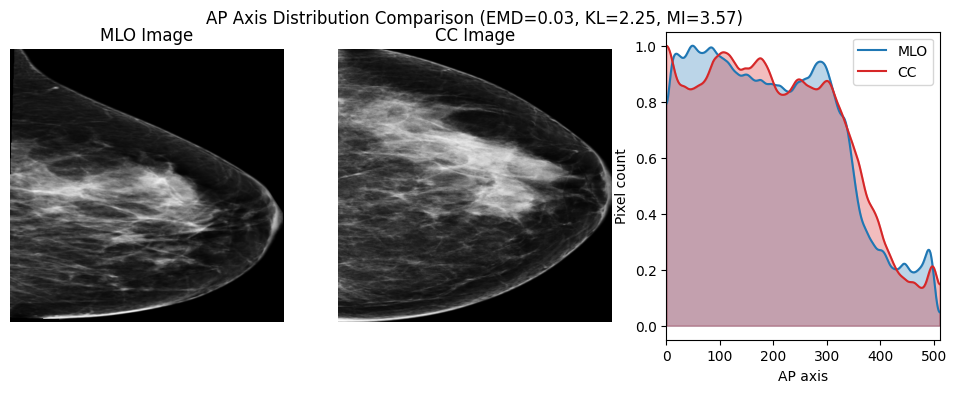 AP Axis Distribution Comparison (EMD=0.03, KL=2.25, MI=3.57)
MLO Image
CC Image
MLO
CC
1.0
0.8
0.6
0.4
0.2
0.0
Pixel count
0 100 200 300 400 500
AP axis